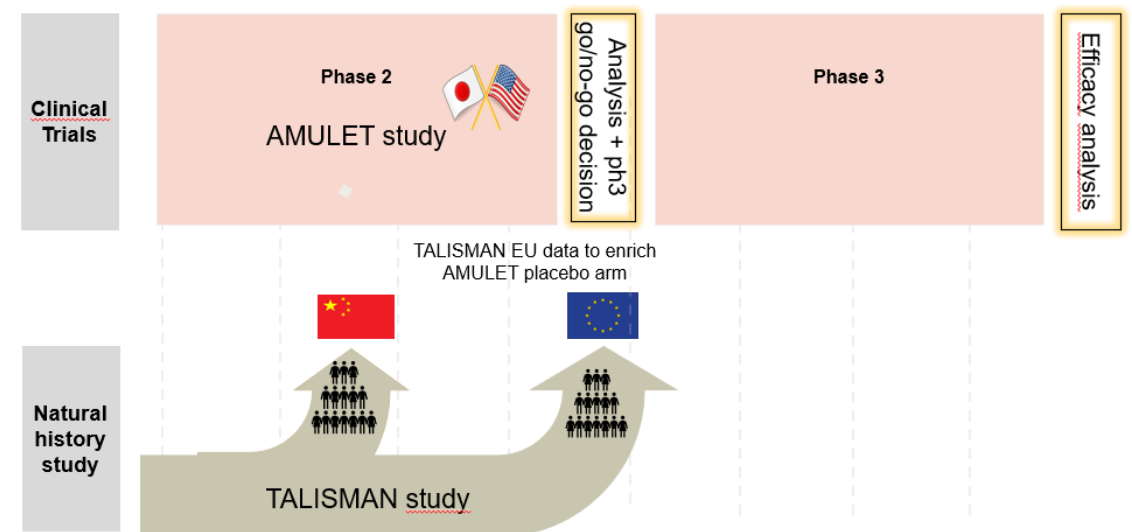 Clinical
Trials
Phase 2
AMULET study
Analysis + ph3
go/no-go decision
Phase 3
Efficacy analysis
TALISMAN EU data to enrich
AMULET placebo arm
Natural
history
study
TALISMAN study